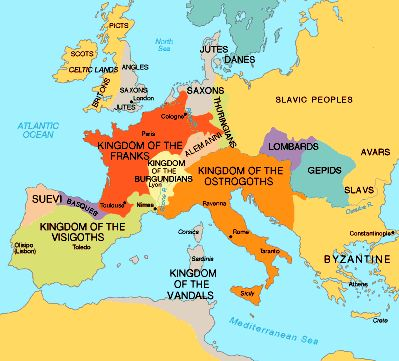 PICTS
North
Sea
SCOTS
CELTIC LANDS
ANGLES
JUTES
DANES
BRITONS
SAXONS
London
JUTES
SAXONS
THURINGIANS
SLAVIC PEOPLES
ATLANTIC
OCEAN
Cologne
Paris
KINGDOM OF THE
FRANKS
ALEMANNI
LOMBARDS
AVARS
KINGDOM
OF THE
BURGUNDIANS
Lyon
KINGDOM OF THE
OSTROGOTHS
GEPIDS
SLAVS
SUEVI
BASQUES
Toulouse
Nimes
Ravenna
Danube R.
KINGDOM OF THE
VISIGOTHS
Olisipo
(Lisbon)
Toledo
Corsica
Rome
Constantinople
Sardinia
Taranto
BYZANTINE
KINGDOM
OF THE
VANDALS
Athens
Sicily
Crete
Mediterranean Sea